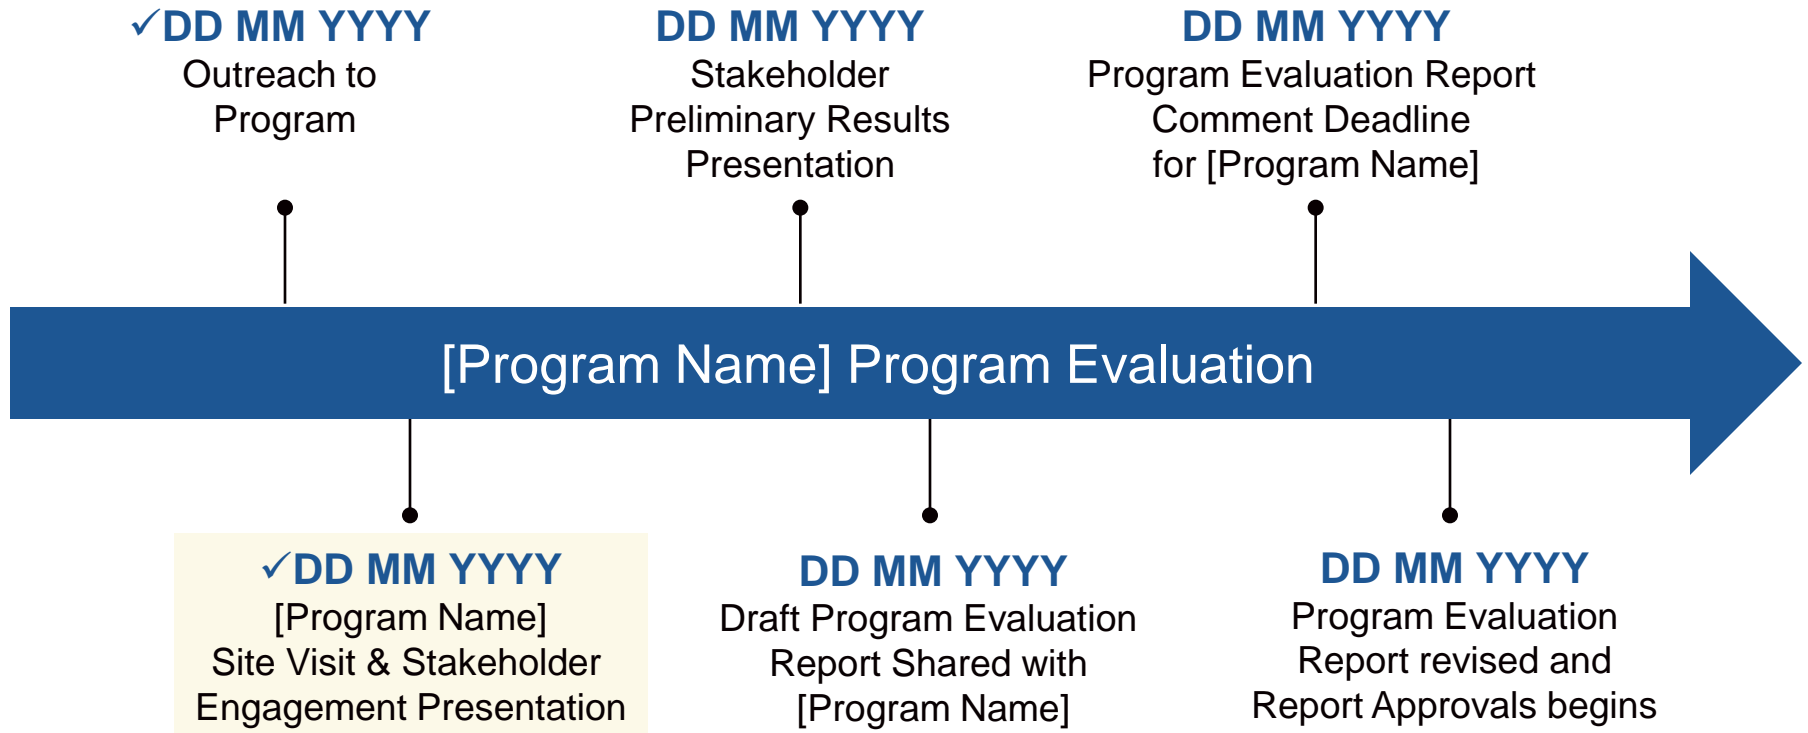 ✓DD MM YYYY
Outreach to
Program
DD MM YYYY
Stakeholder
Preliminary Results
Presentation
DD MM YYYY
Program Evaluation Report
Comment Deadline
for [Program Name]
[Program Name] Program Evaluation
✓DD MM YYYY
[Program Name]
Site Visit & Stakeholder
Engagement Presentation
DD MM YYYY
Draft Program Evaluation
Report Shared with
[Program Name]
DD MM YYYY
Program Evaluation
Report revised and
Report Approvals begins